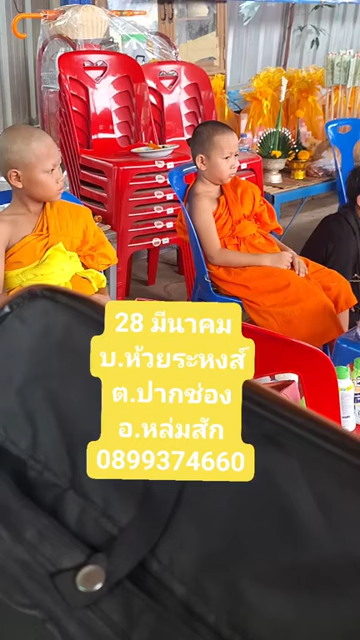 28 มีนาคม
บ.ห้วยระหงส์
ต.ปากช่อง
อ.หล่มสัก
0899374660